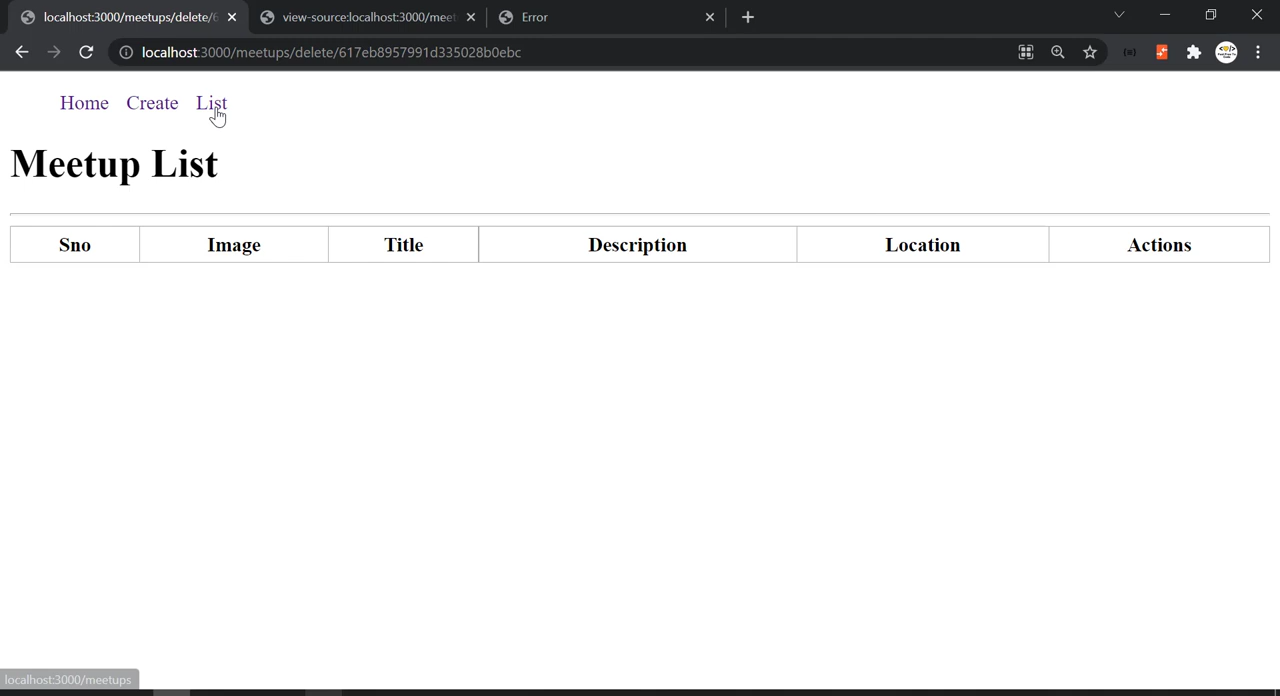 localhost:3000/meetups/delete/6
view-source:localhost:3000/meet
Error
localhost:3000/meetups/delete/617eb8957991d335028b0ebc
Home Create List
Meetup List
Sno Image Title Description Location Actions
localhost:3000/meetups